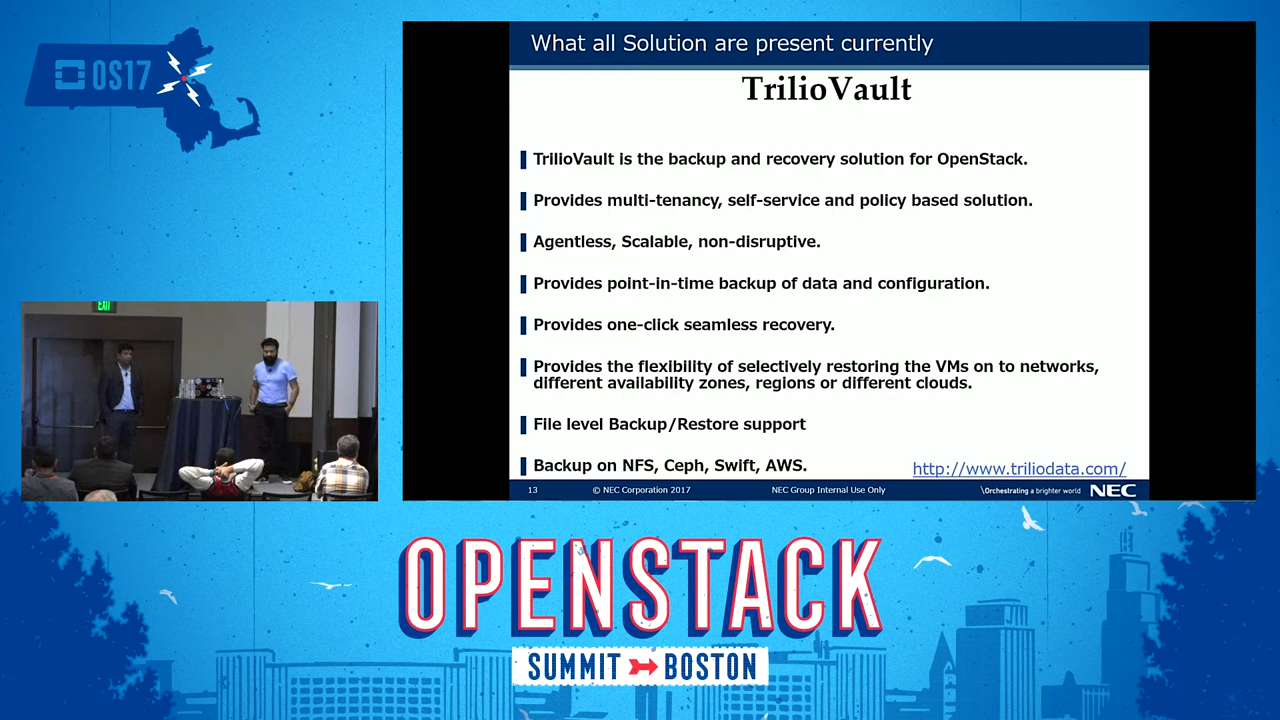 OS17
What all Solution are present currently
TrilioVault
TrilioVault is the backup and recovery solution for OpenStack.
Provides multi-tenancy, self-service and policy based solution.
Agentless, Scalable, non-disruptive.
Provides point-in-time backup of data and configuration.
Provides one-click seamless recovery.
Provides the flexibility of selectively restoring the VMs on to networks,
different availability zones, regions or different clouds.
File level Backup/Restore support
Backup on NFS, Ceph, Swift, AWS.
http://www.triliodata.com/
13 © NEC Corporation 2017 NEC Group Internal Use Only \Orchestrating a brighter world NEC
EXIT
OPENSTACK
SUMMIT BOSTON